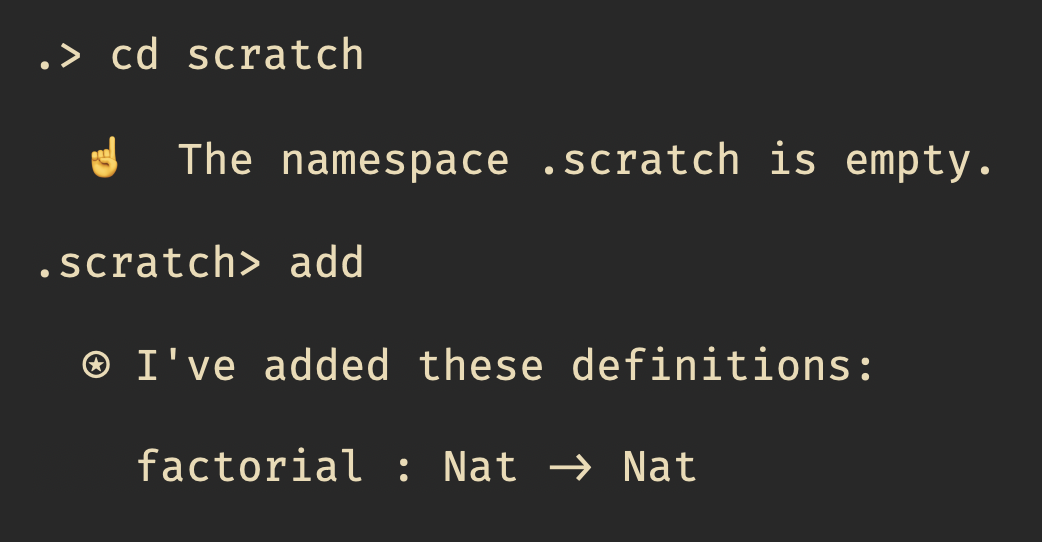 .> cd scratch
☝️ The namespace .scratch is empty.
.scratch> add
⍟ I've added these definitions:
factorial : Nat -> Nat